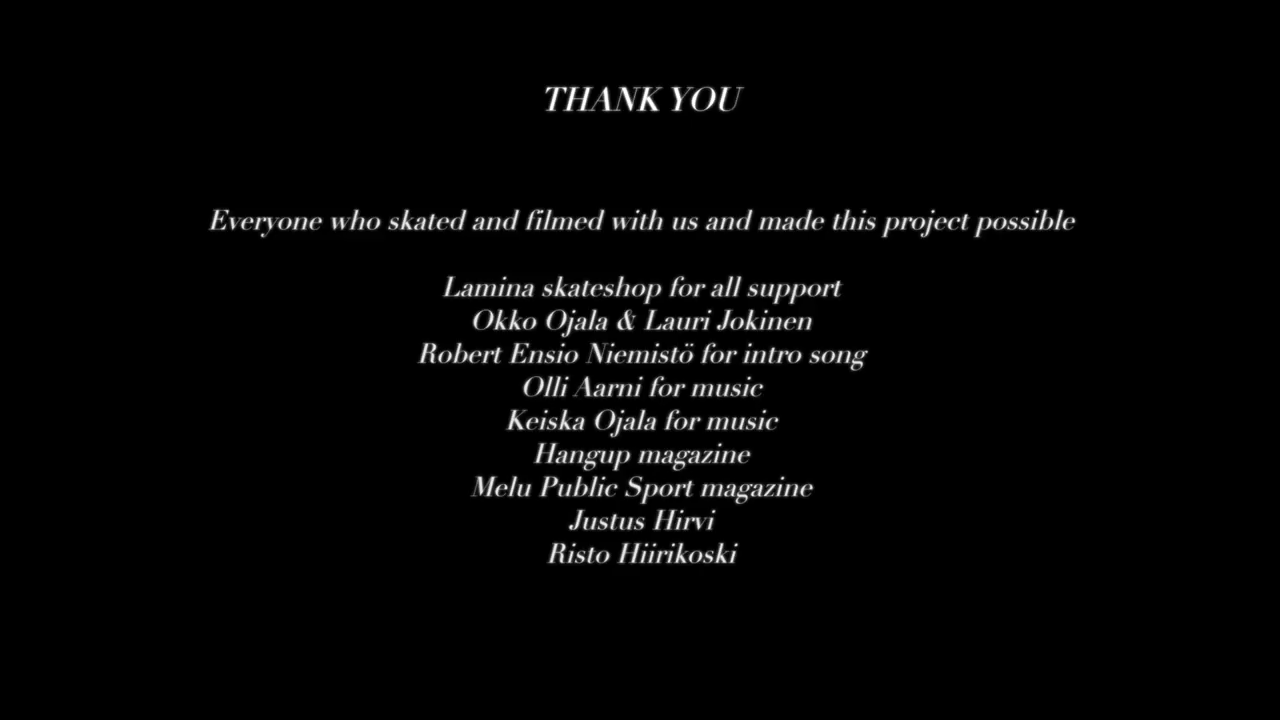 THANK YOU
Everyone who skated and filmed with us and made this project possible
Lamina skateshop for all support
Okko Ojala & Lauri Jokinen
Robert Ensio Niemistö for intro song
Olli Aarni for music
Keiska Ojala for music
Hangup magazine
Melu Public Sport magazine
Justus Hirvi
Risto Hiirikoski